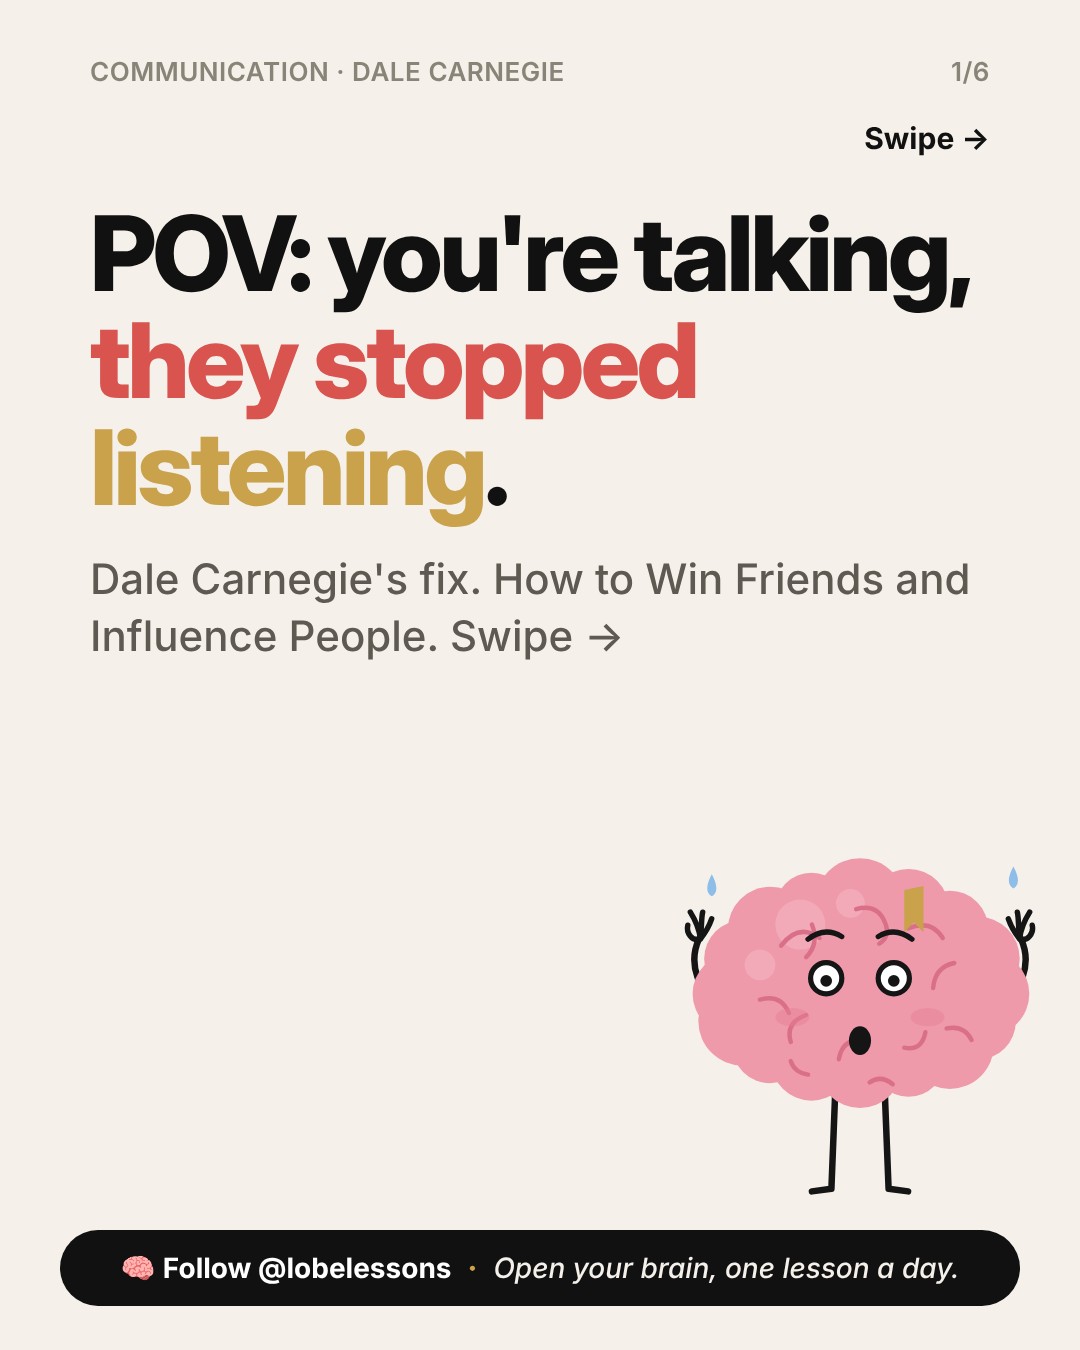 COMMUNICATION · DALE CARNEGIE
1/6
Swipe →
POV: you're talking,
they stopped
listening.
Dale Carnegie's fix. How to Win Friends and
Influence People. Swipe →
🧠 Follow @lobelessons · Open your brain, one lesson a day.